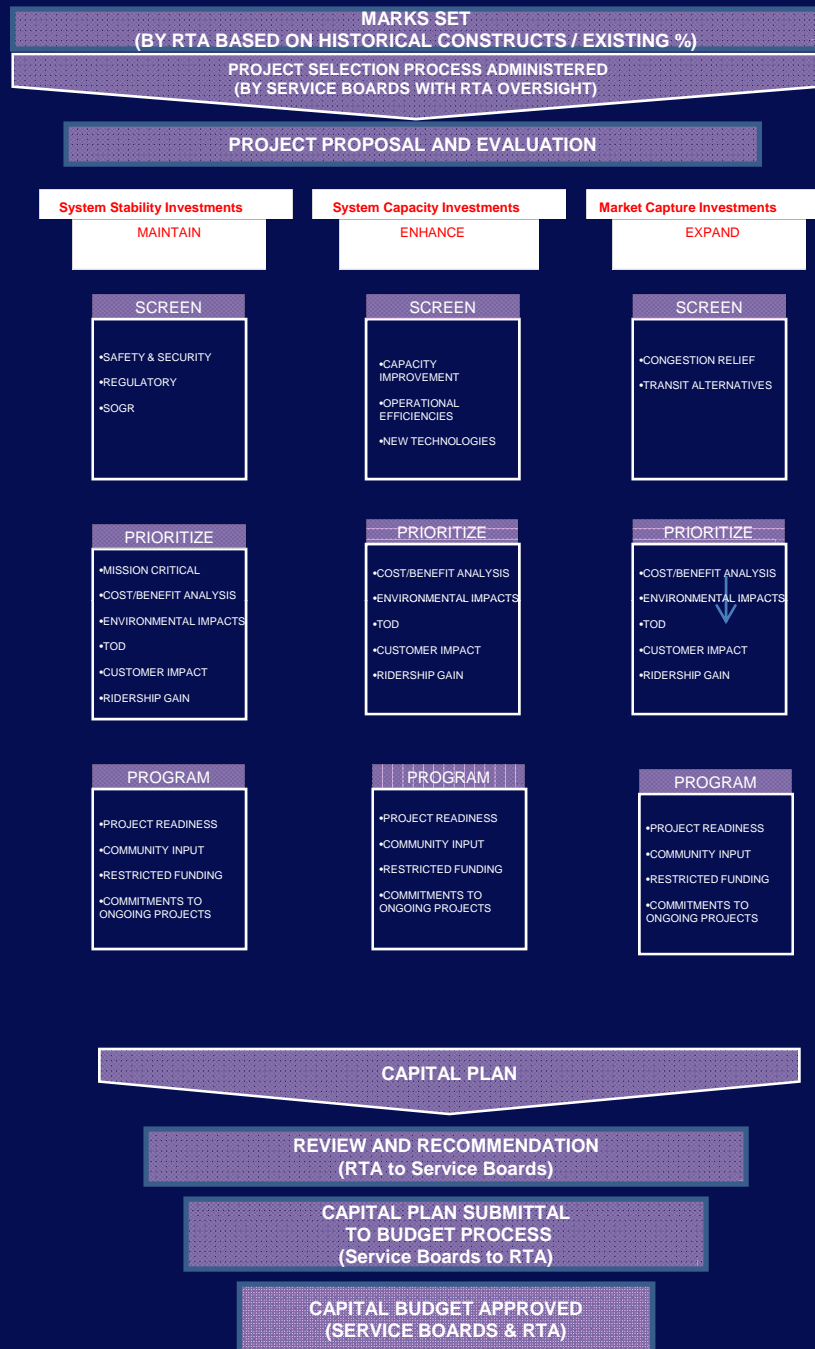 MARKS SET
(BY RTA BASED ON HISTORICAL CONSTRUCTS / EXISTING %)
PROJECT SELECTION PROCESS ADMINISTERED
(BY SERVICE BOARDS WITH RTA OVERSIGHT)
PROJECT PROPOSAL AND EVALUATION
System Stability Investments
MAINTAIN
SCREEN
•SAFETY & SECURITY
•REGULATORY
•SOGR
PRIORITIZE
•MISSION CRITICAL
•COST/BENEFIT ANALYSIS
•ENVIRONMENTAL IMPACTS
•TOD
•CUSTOMER IMPACT
•RIDERSHIP GAIN
PROGRAM
•PROJECT READINESS
•COMMUNITY INPUT
•RESTRICTED FUNDING
•COMMITMENTS TO
ONGOING PROJECTS
System Capacity Investments
ENHANCE
SCREEN
•CAPACITY
IMPROVEMENT
•OPERATIONAL
EFFICIENCIES
•NEW TECHNOLOGIES
PRIORITIZE
•COST/BENEFIT ANALYSIS
•ENVIRONMENTAL IMPACTS
•TOD
•CUSTOMER IMPACT
•RIDERSHIP GAIN
PROGRAM
•PROJECT READINESS
•COMMUNITY INPUT
•RESTRICTED FUNDING
•COMMITMENTS TO
ONGOING PROJECTS
Market Capture Investments
EXPAND
SCREEN
•CONGESTION RELIEF
•TRANSIT ALTERNATIVES
PRIORITIZE
•COST/BENEFIT ANALYSIS
•ENVIRONMENTAL IMPACTS
•TOD
•CUSTOMER IMPACT
•RIDERSHIP GAIN
PROGRAM
•PROJECT READINESS
•COMMUNITY INPUT
•RESTRICTED FUNDING
•COMMITMENTS TO
ONGOING PROJECTS
CAPITAL PLAN
REVIEW AND RECOMMENDATION
(RTA to Service Boards)
CAPITAL PLAN SUBMITTAL
TO BUDGET PROCESS
(Service Boards to RTA)
CAPITAL BUDGET APPROVED
(SERVICE BOARDS & RTA)